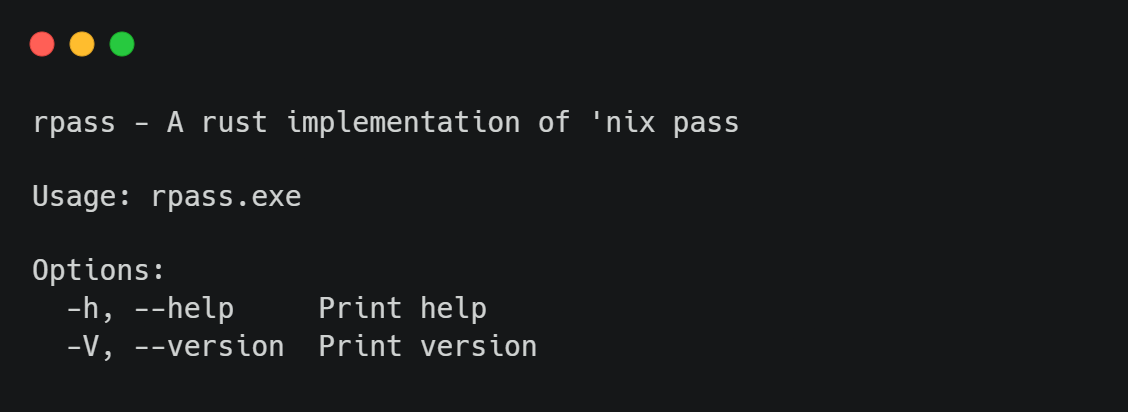 rpass - A rust implementation of 'nix pass
Usage: rpass.exe
Options:
-h, --help     Print help
-V, --version  Print version